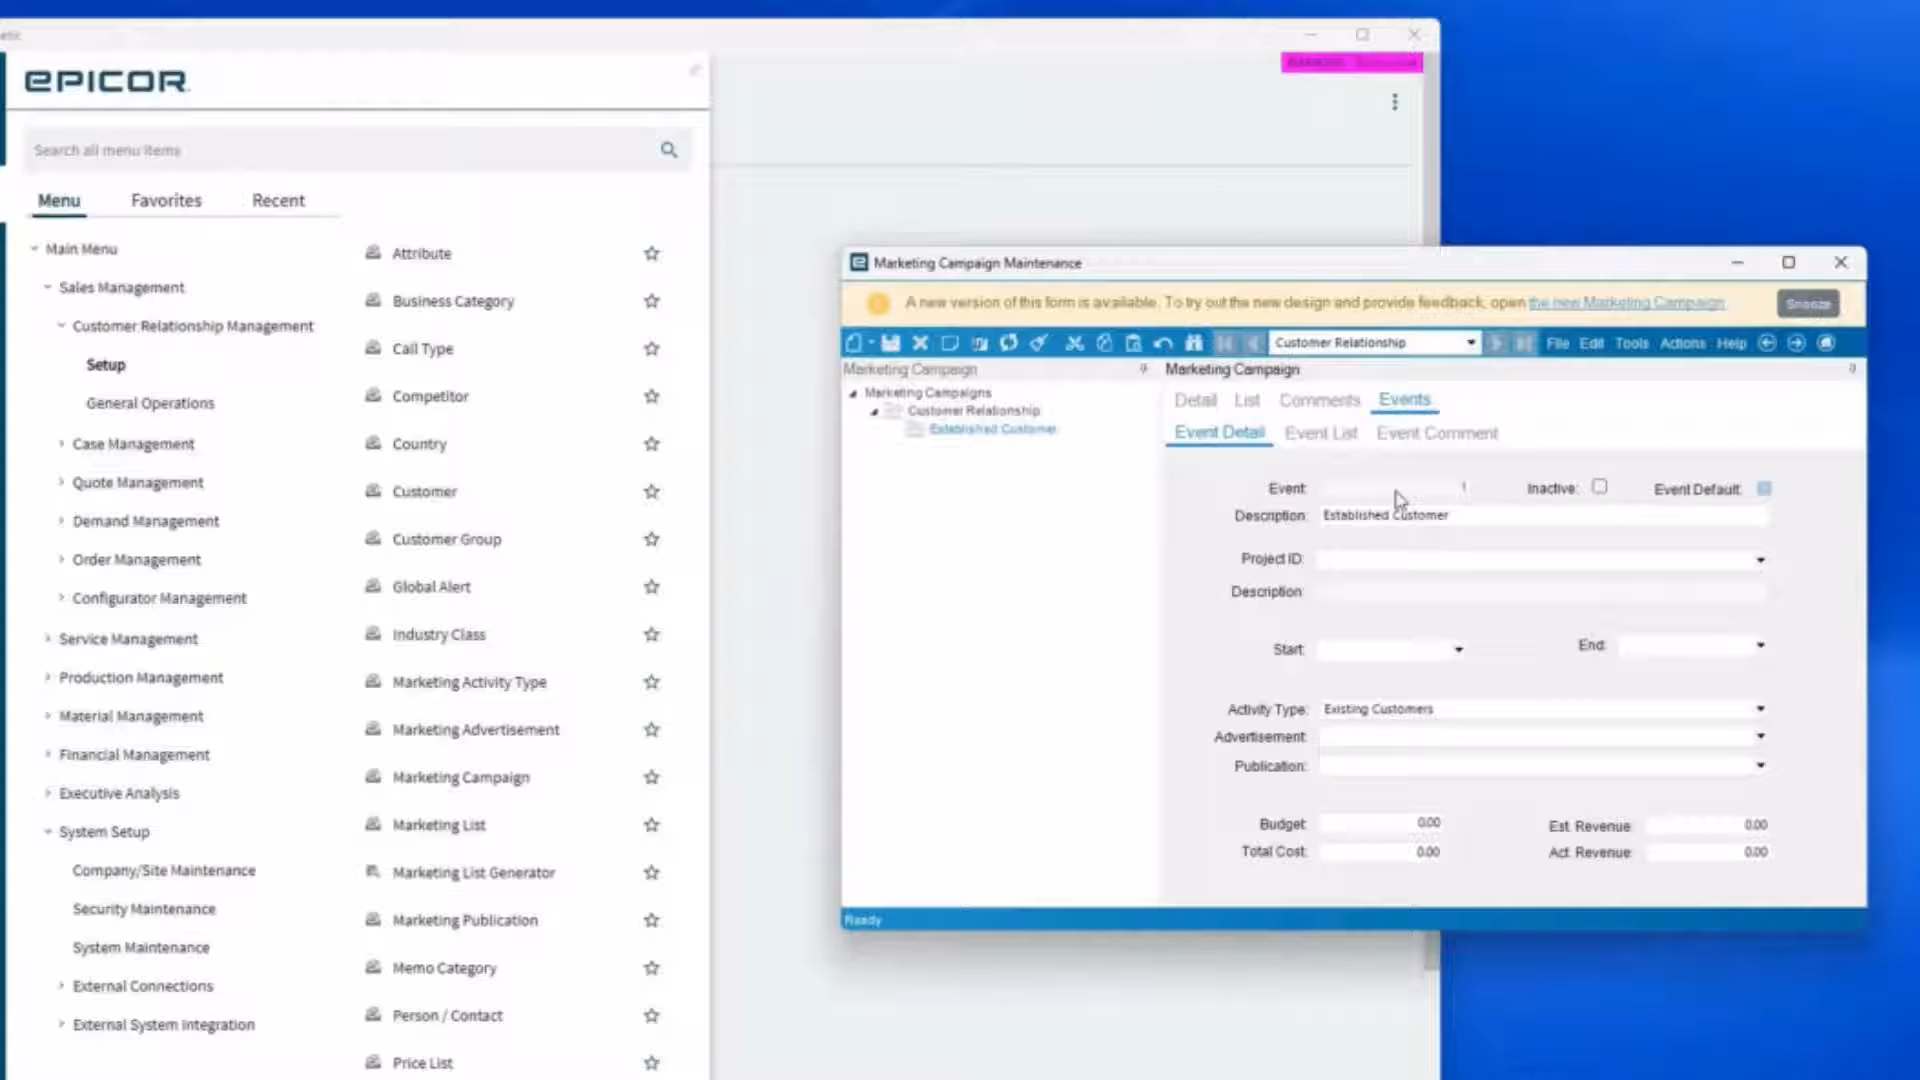 EPICOR
Search all menu items
Menu Favorites Recent
Main Menu
Sales Management
Customer Relationship Management
Setup
General Operations
Case Management
Quote Management
Demand Management
Order Management
Configurator Management
Service Management
Production Management
Material Management
Financial Management
Executive Analysis
System Setup
Company/Site Maintenance
Security Maintenance
System Maintenance
External Connections
External System Integration
Attribute
Business Category
Call Type
Competitor
Country
Customer
Customer Group
Global Alert
Industry Class
Marketing Activity Type
Marketing Advertisement
Marketing Campaign
Marketing List
Marketing List Generator
Marketing Publication
Memo Category
Person / Contact
Price List
Marketing Campaign Maintenance
A new version of this form is available. To try out the new design and provide feedback, open the new Marketing Campaign.
Snooze
Customer Relationship File Edit Tools Actions Help
Marketing Campaign
Marketing Campaigns
Customer Relationship
Established Customer
Marketing Campaign
Detail List Comments Events
Event Detail Event List Event Comment
Event: 1 Inactive: Event Default:
Description: Established Customer
Project ID:
Description:
Start: End:
Activity Type: Existing Customers
Advertisement:
Publication:
Budget: 0.00 Est. Revenue: 0.00
Total Cost: 0.00 Act. Revenue: 0.00
Ready